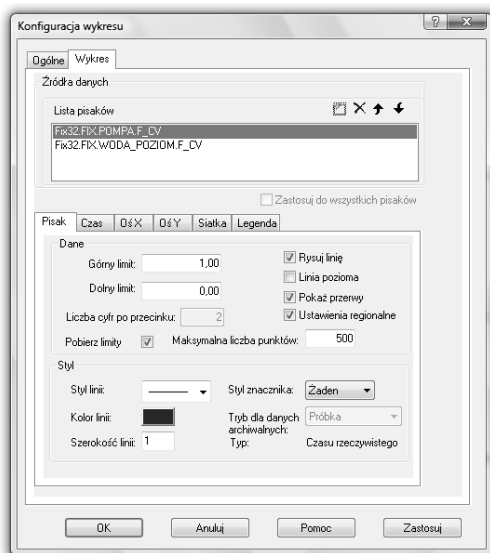 Konfiguracja wykresu
Ogólne Wykres
Źródła danych
Lista pisaków
Fix32.FIX.POMPA.F_CV
Fix32.FIX.WODA_POZIOM.F_CV
Zastosuj do wszystkich pisaków
Pisak Czas Oś X Oś Y Siatka Legenda
Dane
Górny limit: 1,00 Rysuj linię
Linia pozioma
Dolny limit: 0,00 Pokaż przerwy
Liczba cyfr po przecinku: 2 Ustawienia regionalne
Pobierz limity Maksymalna liczba punktów: 500
Styl
Styl linii: Styl znacznika: Żaden
Kolor linii: Tryb dla danych archiwalnych: Próbka
Szerokość linii: 1 Typ: Czasu rzeczywistego
OK Anuluj Pomoc Zastosuj